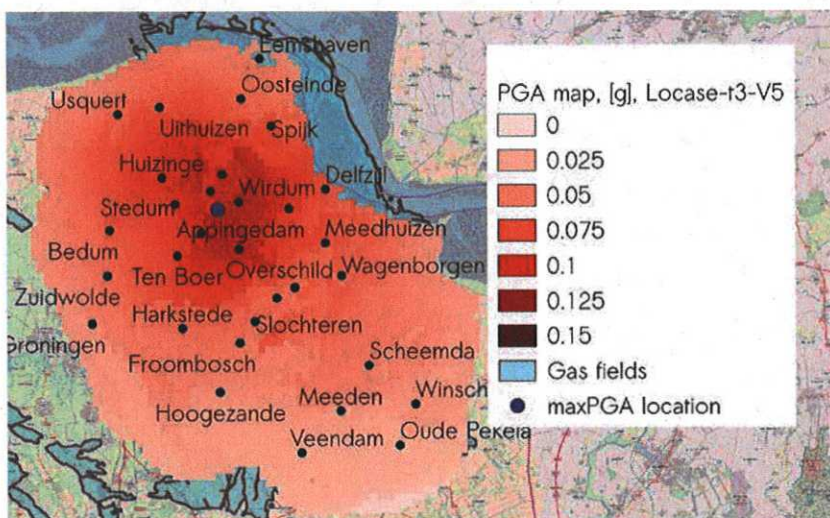 Eemshaven
Oosteinde
Usquert
Uithuizen
Spijk
Huizinge
Wirdum
Delfzijl
Stedum
Appingedam
Meedhuizen
Bedum
Ten Boer
Overschild
Wagenborgen
Zuidwolde
Harkstede
Slochteren
Groningen
Froombosch
Scheemda
Hoogezande
Meeden
Winsch
Veendam
Oude Pekela
PGA map, [g], Locase-t3-V5
0
0.025
0.05
0.075
0.1
0.125
0.15
Gas fields
maxPGA location